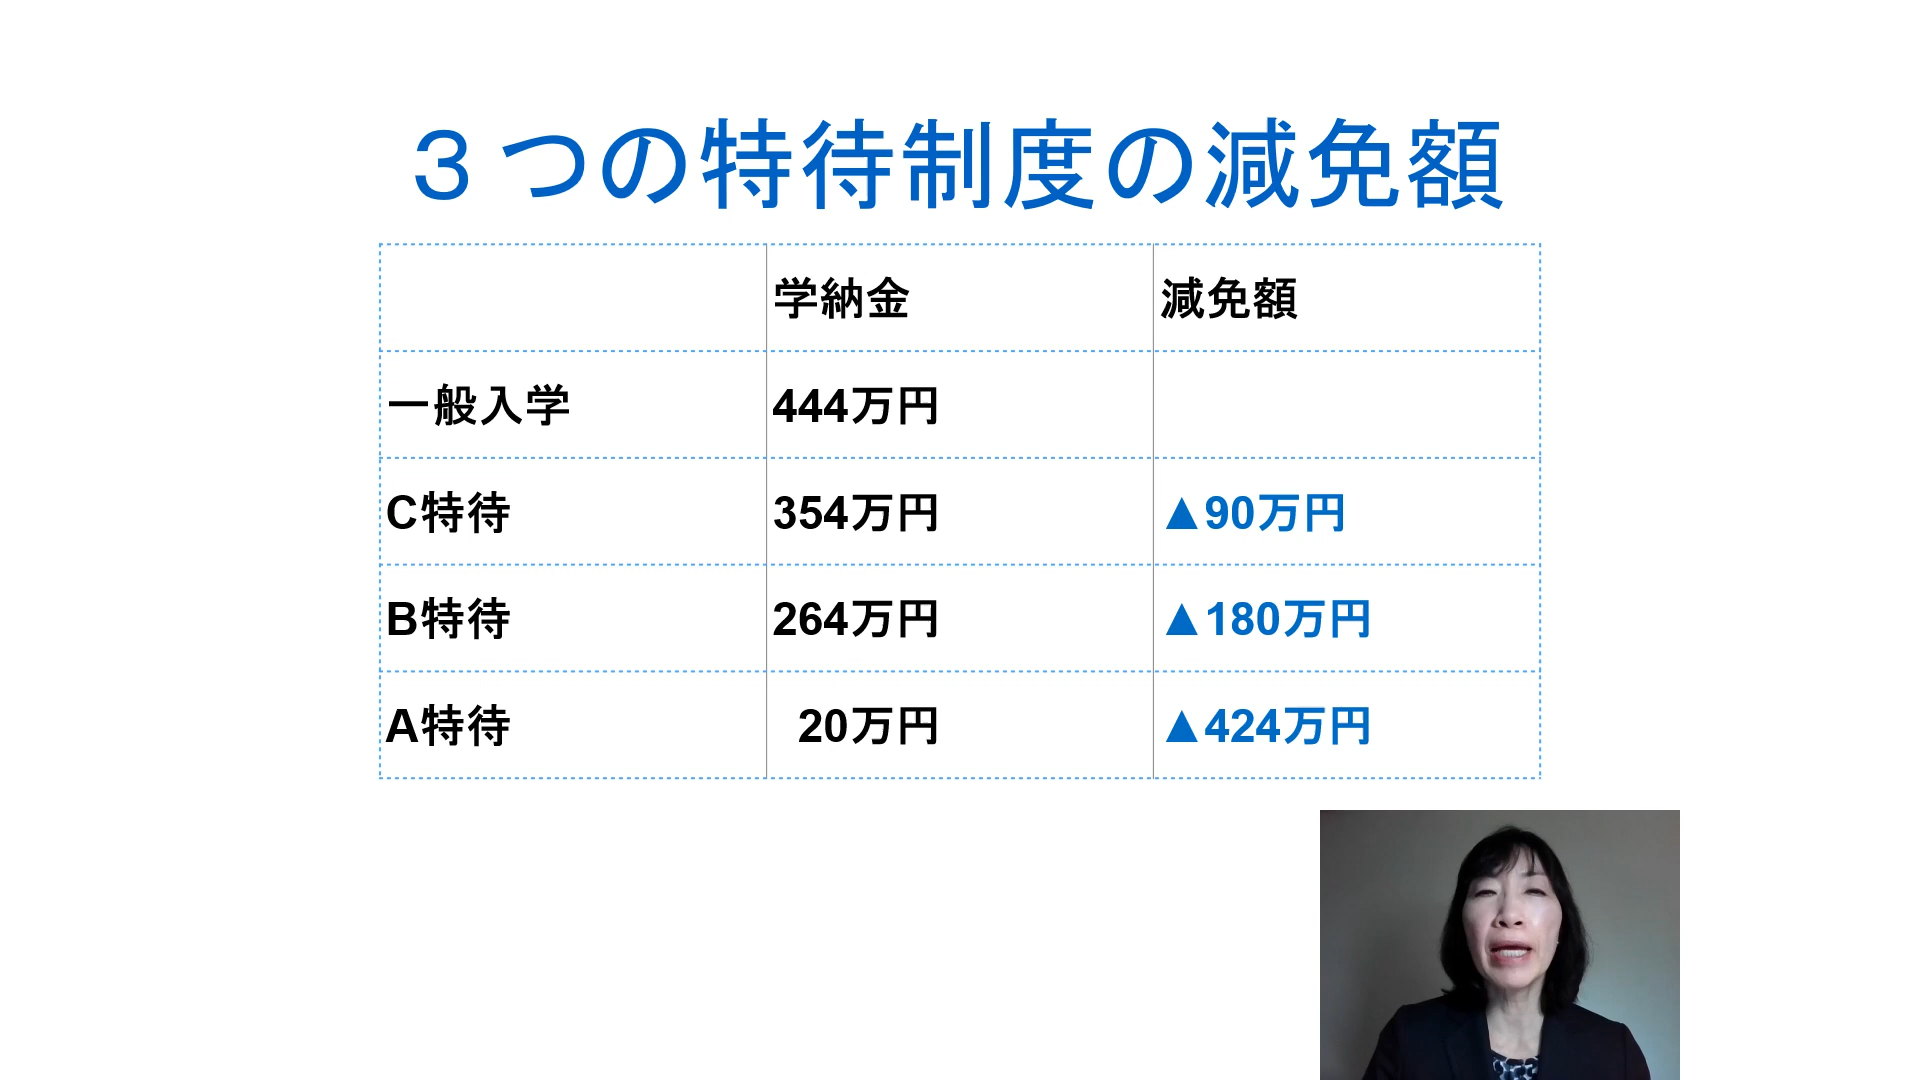 ３つの特待制度の減免額
学納金 減免額
一般入学 444万円
C特待 354万円 ▲90万円
B特待 264万円 ▲180万円
A特待 20万円 ▲424万円